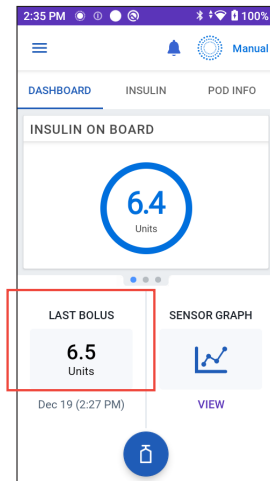 2:35 PM 100%
Manual
DASHBOARD INSULIN POD INFO
INSULIN ON BOARD
6.4
Units
LAST BOLUS SENSOR GRAPH
6.5
Units
Dec 19 (2:27 PM) VIEW